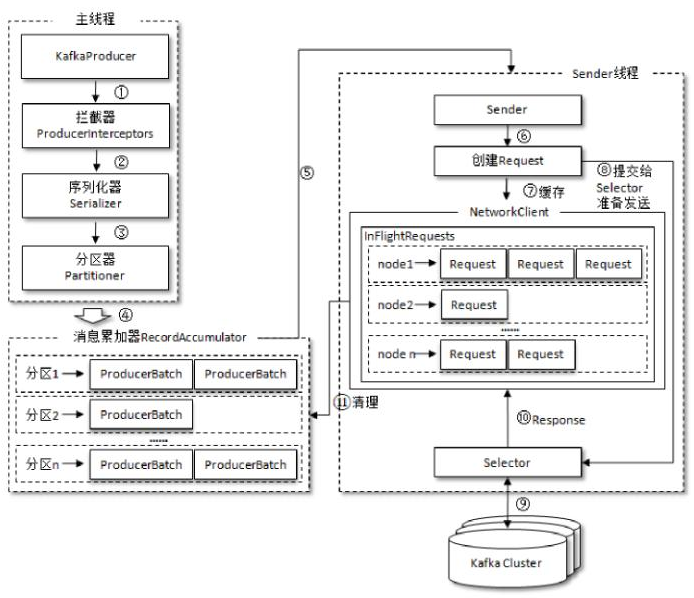 主线程
KafkaProducer
①
拦截器
ProducerInterceptors
②
序列化器
Serializer
③
分区器
Partitioner
④
消息累加器RecordAccumulator
分区1
ProducerBatch
ProducerBatch
分区2
ProducerBatch
......
分区n
ProducerBatch
ProducerBatch
⑤
Sender线程
Sender
⑥
创建Request
⑦缓存
⑧提交给
Selector
准备发送
NetworkClient
InFlightRequests
node1
Request
Request
Request
node2
Request
......
node n
Request
Request
⑪清理
⑩Response
Selector
⑨
Kafka Cluster